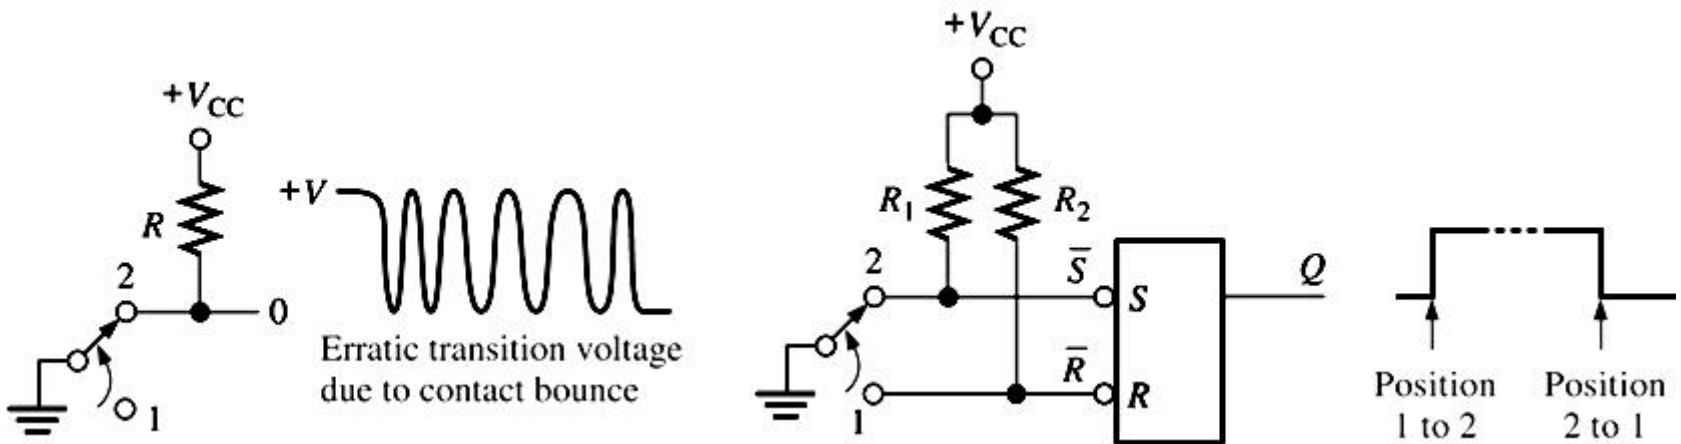 +VCC
R
2
0
1
+V
Erratic transition voltage
due to contact bounce
+VCC
R1
R2
2
1
S̅
R̅
S
R
Q
Position
1 to 2
Position
2 to 1